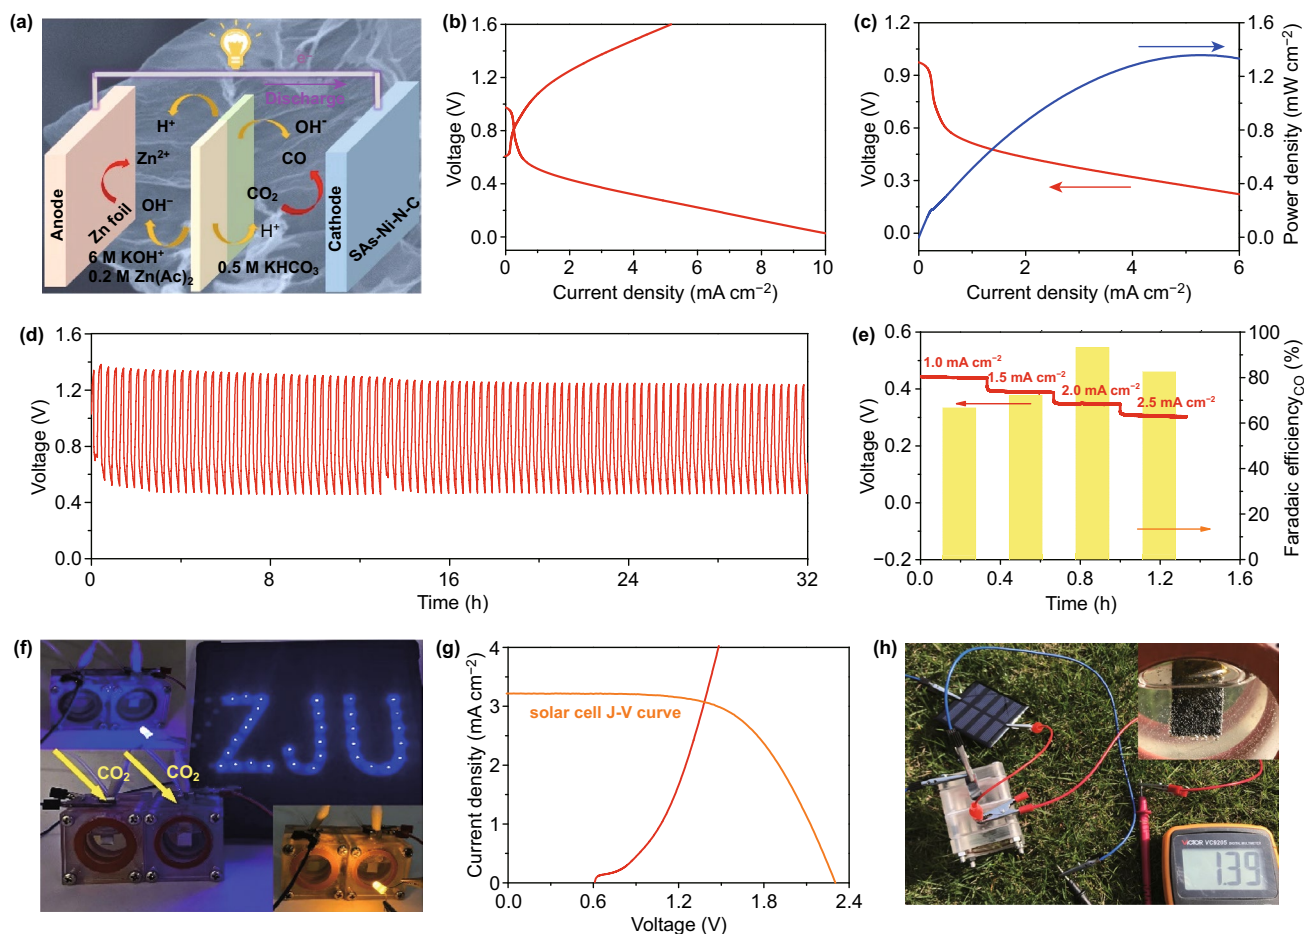 (a)
e⁻
Discharge
H⁺
OH⁻
Zn²⁺
CO
CO₂
OH⁻
H⁺
Anode
Zn foil
Cathode
SAs-Ni-N-C
6 M KOH⁺
0.2 M Zn(Ac)₂
0.5 M KHCO₃
(b)
Voltage (V)
1.6
1.2
0.8
0.4
0.0
0 2 4 6 8 10
Current density (mA cm⁻²)
(c)
Voltage (V)
1.2
0.9
0.6
0.3
0.0
0 2 4 6
Current density (mA cm⁻²)
1.6
1.2
0.8
0.4
0.0
Power density (mW cm⁻²)
(d)
Voltage (V)
1.6
1.2
0.8
0.4
0.0
0 8 16 24 32
Time (h)
(e)
Voltage (V)
0.6
0.4
0.2
0.0
−0.2
1.0 mA cm⁻²
1.5 mA cm⁻²
2.0 mA cm⁻²
2.5 mA cm⁻²
0.0 0.4 0.8 1.2 1.6
Time (h)
100
80
60
40
20
0
Faradaic efficiency_CO (%)
(f)
ZJU
CO₂ CO₂
(g)
Current density (mA cm⁻²)
4
3
2
1
0
solar cell J-V curve
0.0 0.6 1.2 1.8 2.4
Voltage (V)
(h)
VICTOR VC9205
1.39